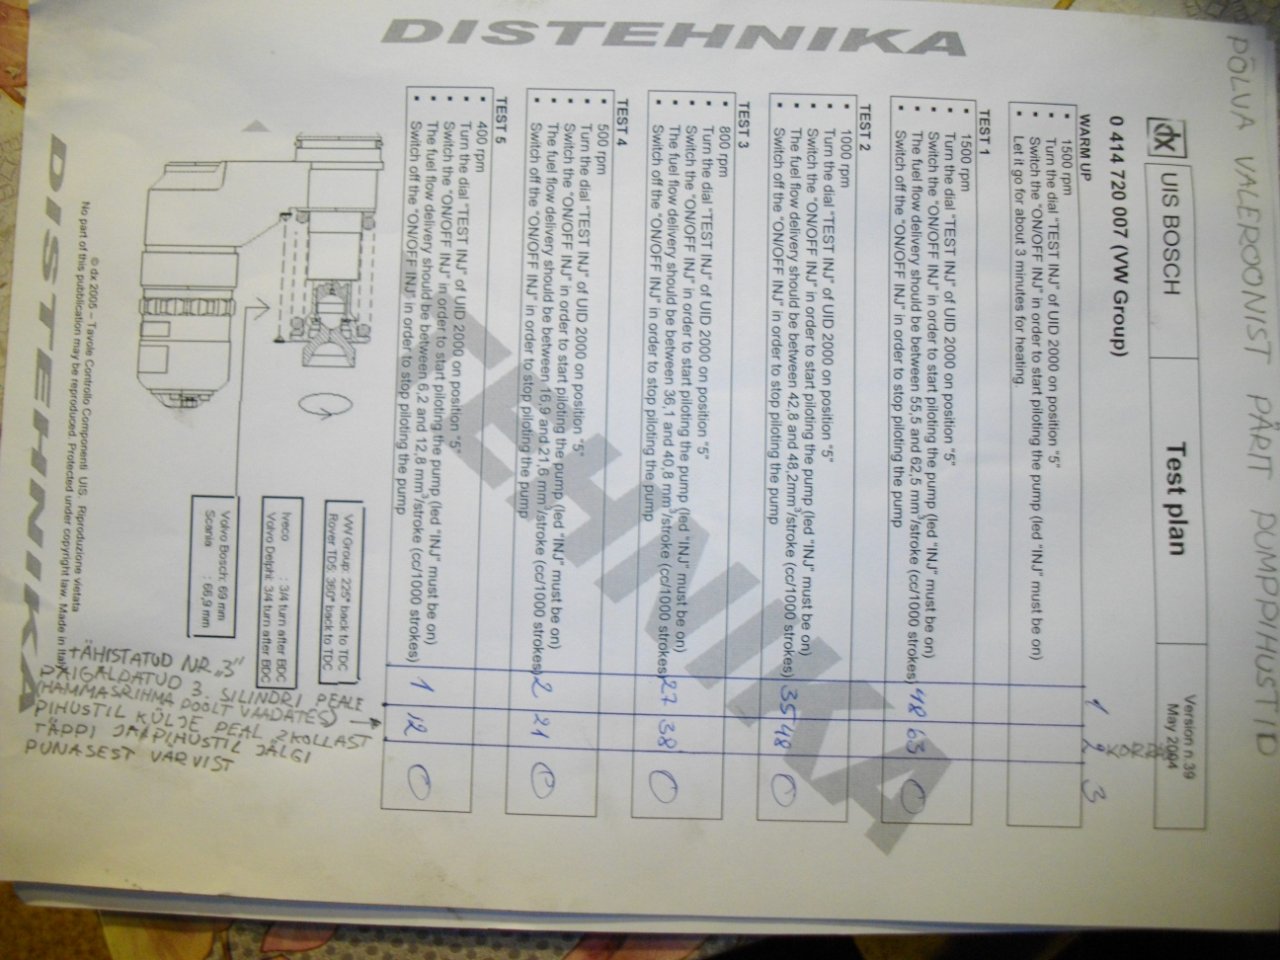 PÕLVA VALEROONIST PÄRIT PUMPPIHUSTID
DISTEHNIKA
dx UIS BOSCH Test plan Version n.39
May 2004
0 414 720 007 (VW Group)
WARM UP 1 2 KORDA 3
• 1500 rpm
• Turn the dial "TEST INJ" of UID 2000 on position "5"
• Switch the "ON/OFF INJ" in order to start piloting the pump (led "INJ" must be on)
• Let it go for about 3 minutes for heating.
TEST 1
• 1500 rpm
• Turn the dial "TEST INJ" of UID 2000 on position "5"
• Switch the "ON/OFF INJ" in order to start piloting the pump (led "INJ" must be on)
• The fuel flow delivery should be between 55,5 and 62,5 mm³/stroke (cc/1000 strokes) 48 63 0
• Switch off the "ON/OFF INJ" in order to stop piloting the pump
TEST 2
• 1000 rpm
• Turn the dial "TEST INJ" of UID 2000 on position "5"
• Switch the "ON/OFF INJ" in order to start piloting the pump (led "INJ" must be on)
• The fuel flow delivery should be between 42,8 and 48,2mm³/stroke (cc/1000 strokes) 35 48 0
• Switch off the "ON/OFF INJ" in order to stop piloting the pump
TEST 3
• 800 rpm
• Turn the dial "TEST INJ" of UID 2000 on position "5"
• Switch the "ON/OFF INJ" in order to start piloting the pump (led "INJ" must be on)
• The fuel flow delivery should be between 36,1 and 40,8 mm³/stroke (cc/1000 strokes) 27 38 0
• Switch off the "ON/OFF INJ" in order to stop piloting the pump
TEST 4
• 500 rpm
• Turn the dial "TEST INJ" of UID 2000 on position "5"
• Switch the "ON/OFF INJ" in order to start piloting the pump (led "INJ" must be on)
• The fuel flow delivery should be between 16,9 and 21,6 mm³/stroke (cc/1000 strokes) 2 21 0
• Switch off the "ON/OFF INJ" in order to stop piloting the pump
TEST 5
• 400 rpm
• Turn the dial "TEST INJ" of UID 2000 on position "5"
• Switch the "ON/OFF INJ" in order to start piloting the pump (led "INJ" must be on)
• The fuel flow delivery should be between 6,2 and 12,8 mm³/stroke (cc/1000 strokes) 1 12 0
• Switch off the "ON/OFF INJ" in order to stop piloting the pump
TEHNIKA
VW Group: 225° back to TDC
Rover TD5: 360° back to TDC
Iveco : 3/4 turn after BDC
Volvo Delphi: 3/4 turn after BDC
Volvo Bosch: 69 mm
Scania : 66,9 mm
: TÄHISTATUD NR. „3"
PAIGALDATUD 3. SILINDRI PEALE
(HAMMASRIHMA POOLT VAADATES)
PIHUSTIL KÜLJE PEAL 2 KOLLAST
TÄPPI JA PIHUSTIL JÄLGI
PUNASEST VÄRVIST
© dx 2005 – Tavole Controllo Componenti UIS. Riproduzione vietata
No part of this pubblication may be reproduced. Protected under copyright law. Made in Italy
DISTEHNIKA